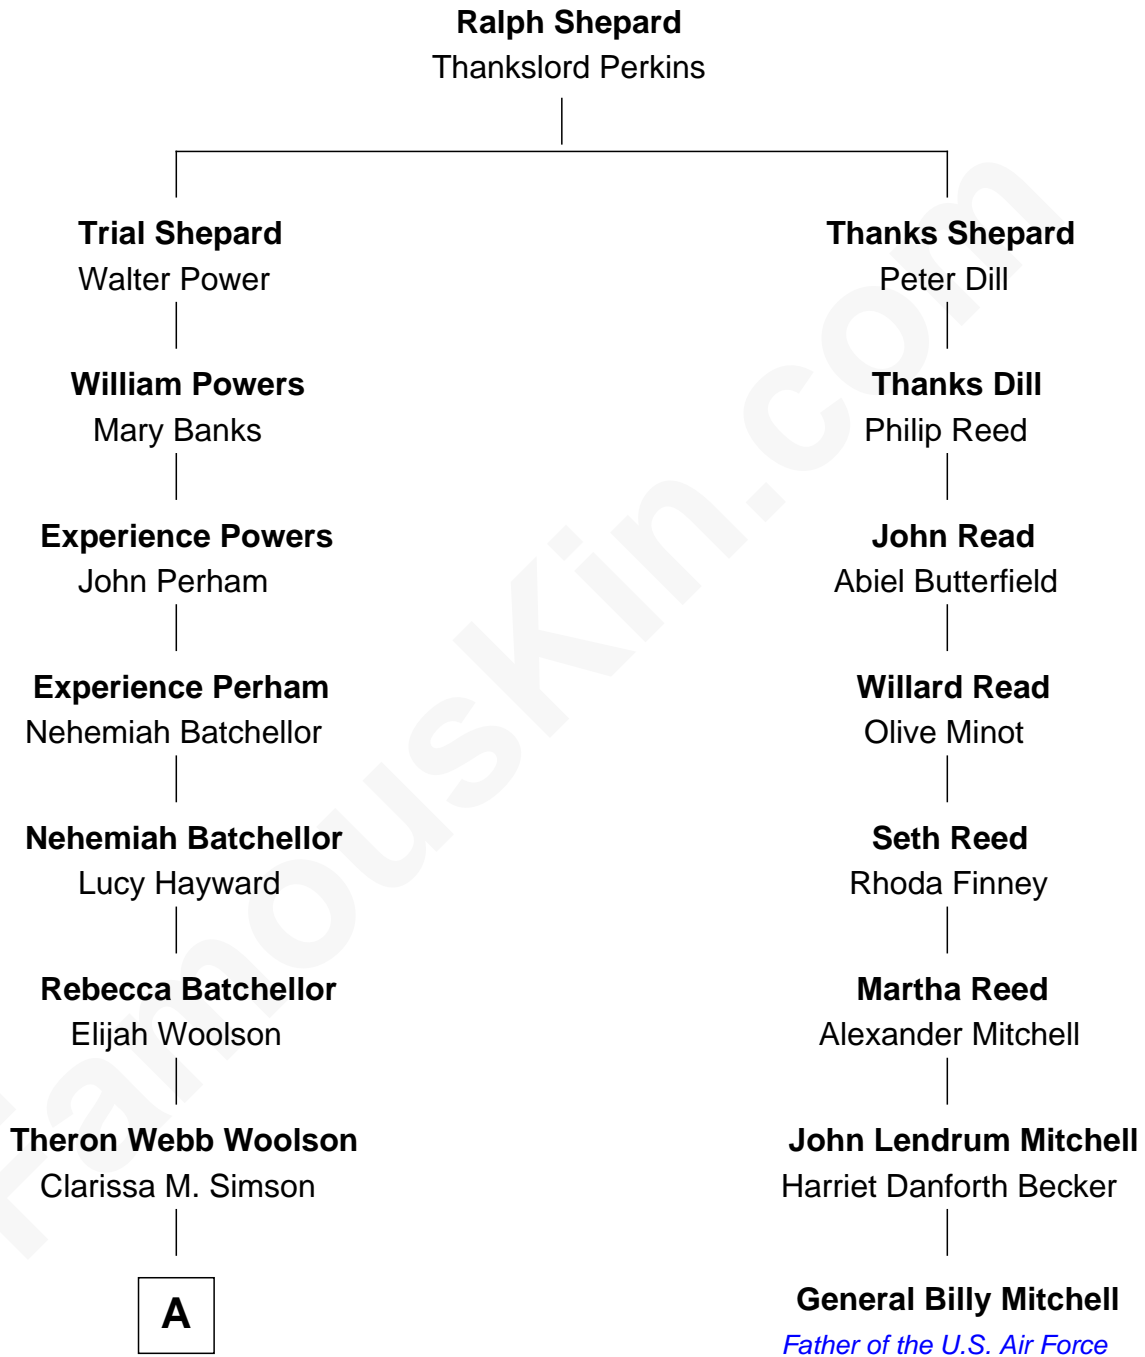 Ralph Shepard
Thankslord Perkins
Trial Shepard
Walter Power
Thanks Shepard
Peter Dill
William Powers
Mary Banks
Thanks Dill
Philip Reed
Experience Powers
John Perham
John Read
Abiel Butterfield
Experience Perham
Nehemiah Batchellor
Willard Read
Olive Minot
Nehemiah Batchellor
Lucy Hayward
Seth Reed
Rhoda Finney
Rebecca Batchellor
Elijah Woolson
Martha Reed
Alexander Mitchell
Theron Webb Woolson
Clarissa M. Simson
John Lendrum Mitchell
Harriet Danforth Becker
A
General Billy Mitchell
Father of the U.S. Air Force
FamousKin.com